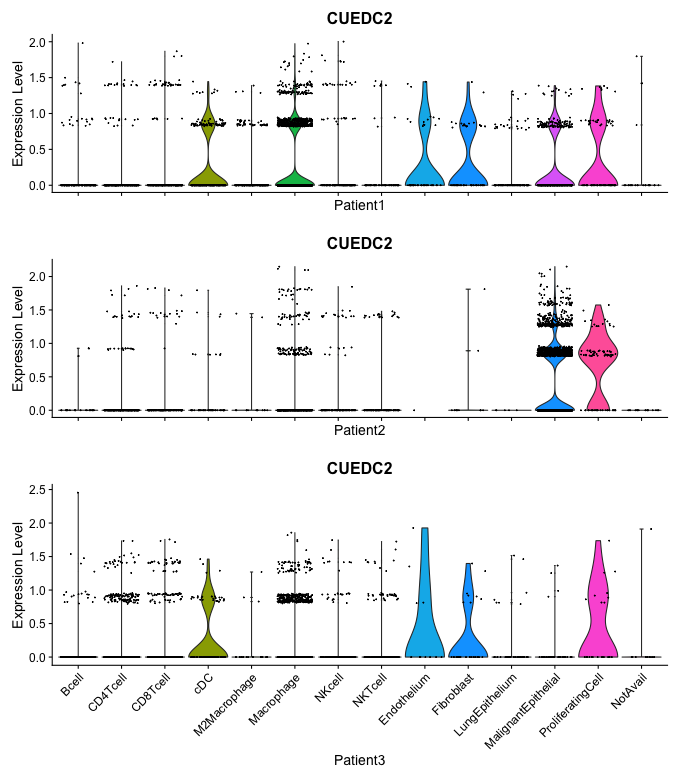 CUEDC2
Expression Level
2.0
1.5
1.0
0.5
0.0
Patient1
CUEDC2
Expression Level
2.0
1.5
1.0
0.5
0.0
Patient2
CUEDC2
Expression Level
2.5
2.0
1.5
1.0
0.5
0.0
Bcell
CD4Tcell
CD8Tcell
cDC
M2Macrophage
Macrophage
NKcell
NKTcell
Endothelium
Fibroblast
LungEpithelium
MalignantEpithelial
ProliferatingCell
NotAvail
Patient3